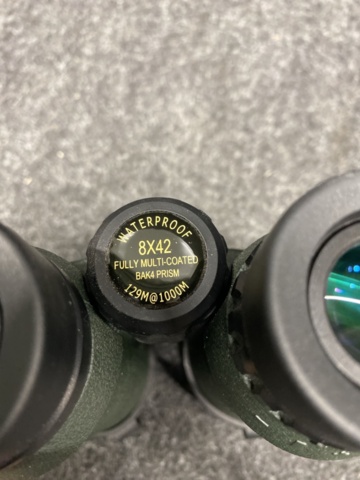 WATERPROOF
8X42
FULLY MULTI-COATED
BAK4 PRISM
129M@1000M